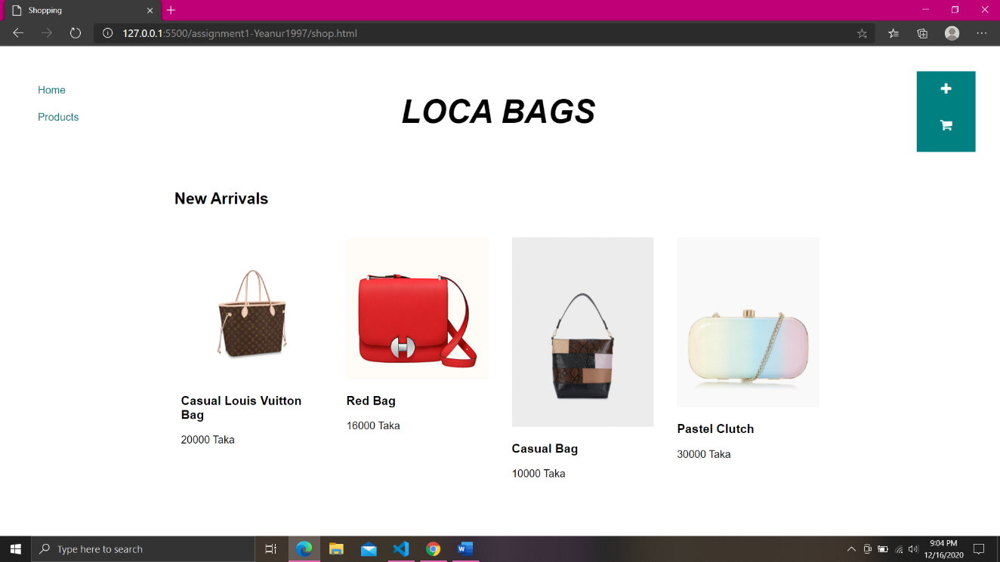 Shopping
127.0.0.1:5500/assignment1-Yeanur1997/shop.html
Home
Products
LOCA BAGS
New Arrivals
Casual Louis Vuitton
Bag
20000 Taka
Red Bag
16000 Taka
Casual Bag
10000 Taka
Pastel Clutch
30000 Taka
Type here to search
9:04 PM
12/16/2020